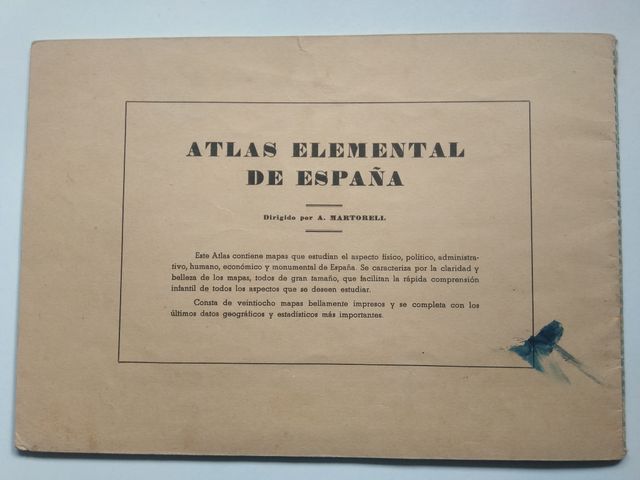 ATLAS ELEMENTAL
DE ESPAÑA
Dirigido por A. MARTORELL
Este Atlas contiene mapas que estudian el aspecto físico, político, administra-
tivo, humano, económico y monumental de España. Se caracteriza por la claridad y
belleza de los mapas, todos de gran tamaño, que facilitan la rápida comprensión
infantil de todos los aspectos que se deseen estudiar.
Consta de veintiocho mapas bellamente impresos y se completa con los
últimos datos geográficos y estadísticos más importantes.